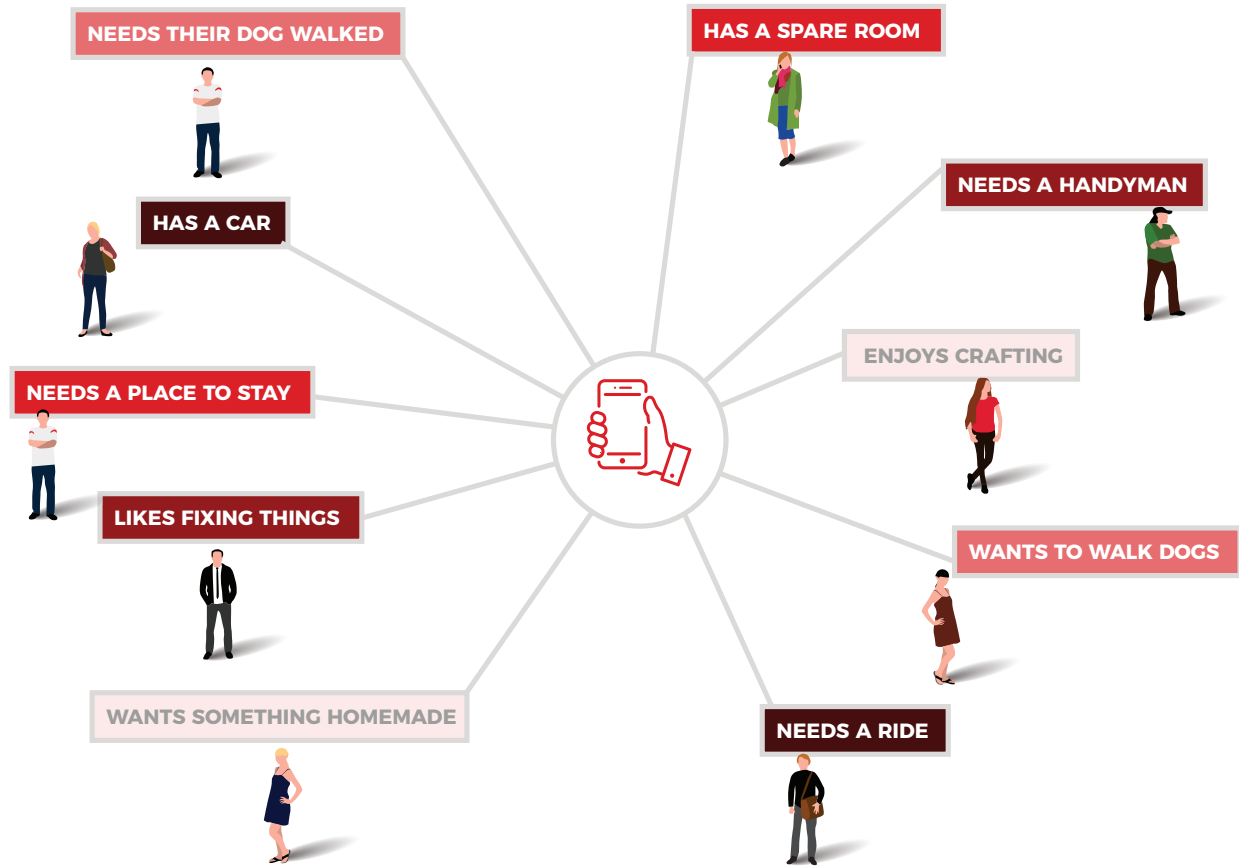 NEEDS THEIR DOG WALKED
HAS A SPARE ROOM
NEEDS A HANDYMAN
HAS A CAR
ENJOYS CRAFTING
NEEDS A PLACE TO STAY
LIKES FIXING THINGS
WANTS TO WALK DOGS
WANTS SOMETHING HOMEMADE
NEEDS A RIDE